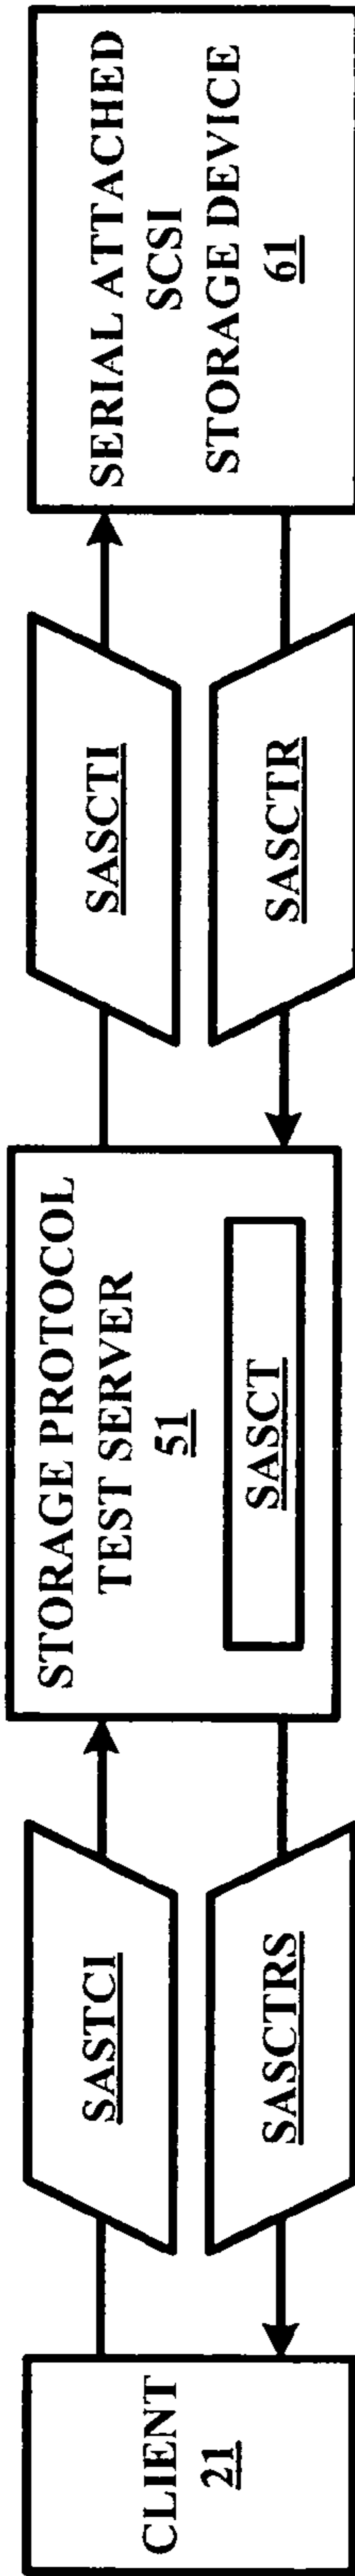 CLIENT
21
SASTCI
SASCTRS
STORAGE PROTOCOL
TEST SERVER
51
SASCT
SASCTI
SASCTR
SERIAL ATTACHED
SCSI
STORAGE DEVICE
61